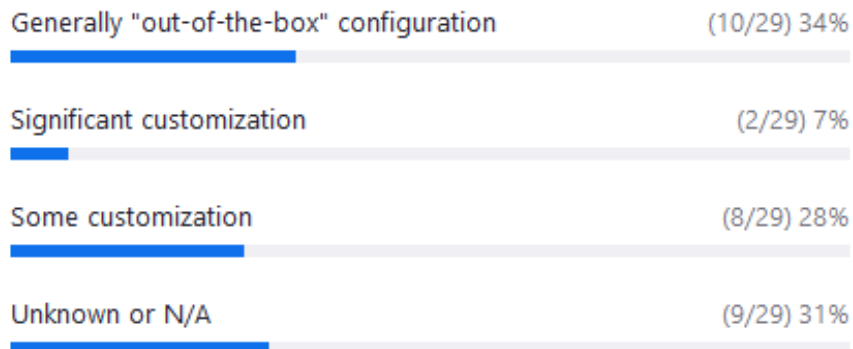 Generally "out-of-the-box" configuration (10/29) 34%
Significant customization (2/29) 7%
Some customization (8/29) 28%
Unknown or N/A (9/29) 31%